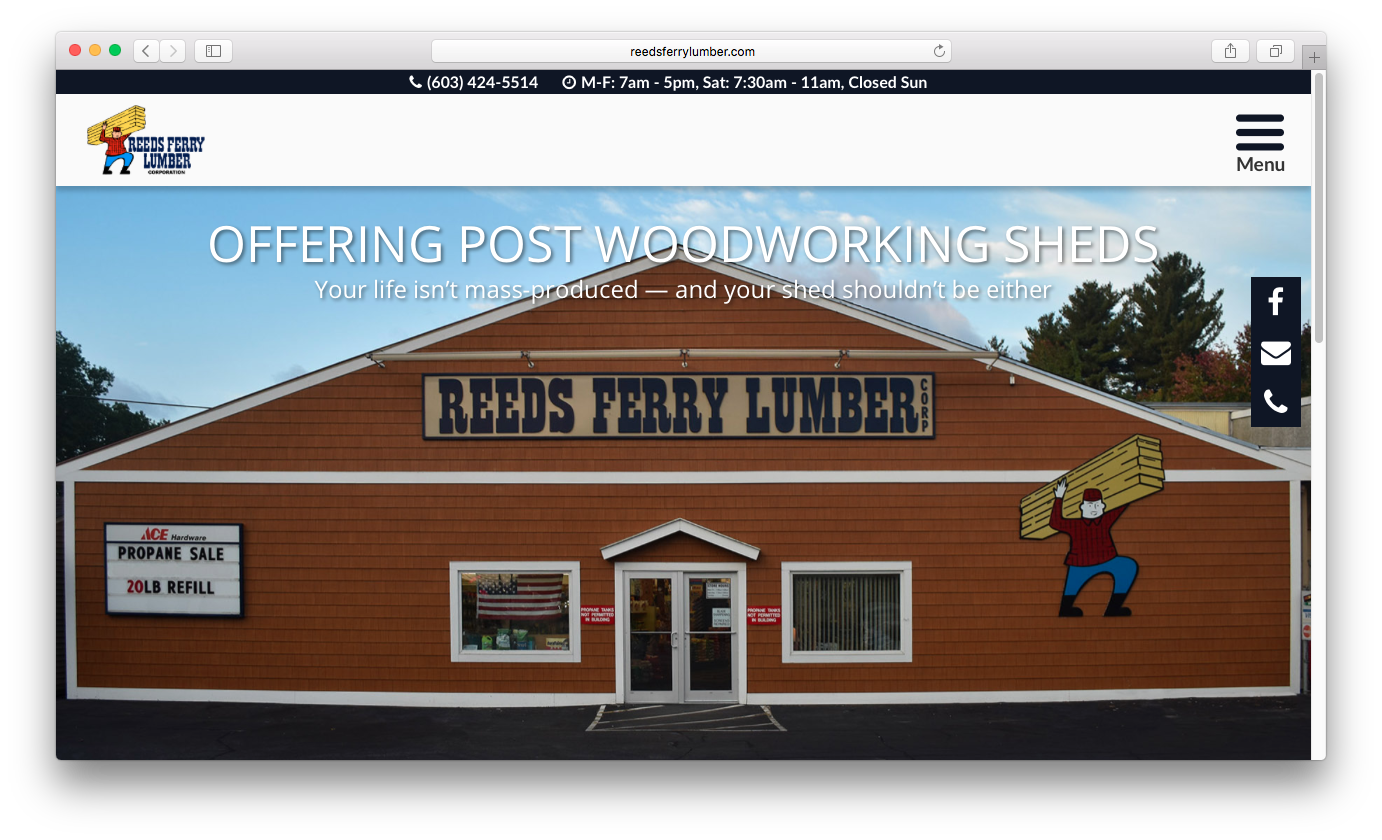 reedsferrylumber.com
(603) 424-5514 M-F: 7am - 5pm, Sat: 7:30am - 11am, Closed Sun
REEDS FERRY
LUMBER
CORPORATION
Menu
OFFERING POST WOODWORKING SHEDS
Your life isn’t mass-produced — and your shed shouldn’t be either
REEDS FERRY LUMBER CORP
ACE Hardware
PROPANE SALE
20LB REFILL
PROPANE TANKS
NOT PERMITTED
IN BUILDING
PROPANE TANKS
NOT PERMITTED
IN BUILDING